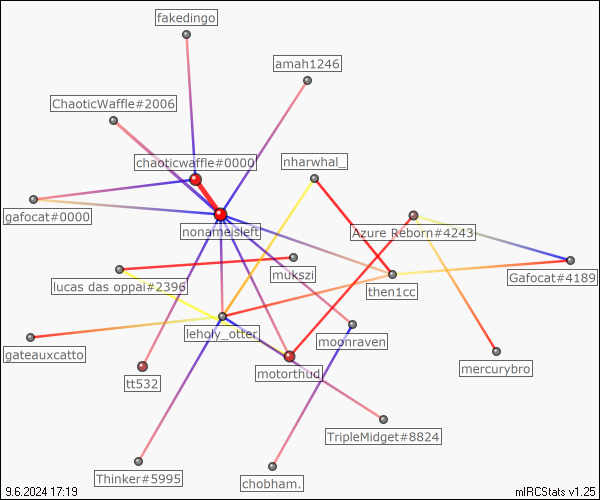 fakedingo
amah1246
ChaoticWaffle#2006
chaoticwaffle#0000
nharwhal_
gafocat#0000
nonameisleft
Azure Reborn#4243
mukszi
lucas das oppai#2396
then1cc
Gafocat#4189
leholy_otter
moonraven
gateauxcatto
motorthud
mercurybro
tt532
TripleMidget#8824
Thinker#5995
chobham.
9.6.2024 17:19
mIRCStats v1.25